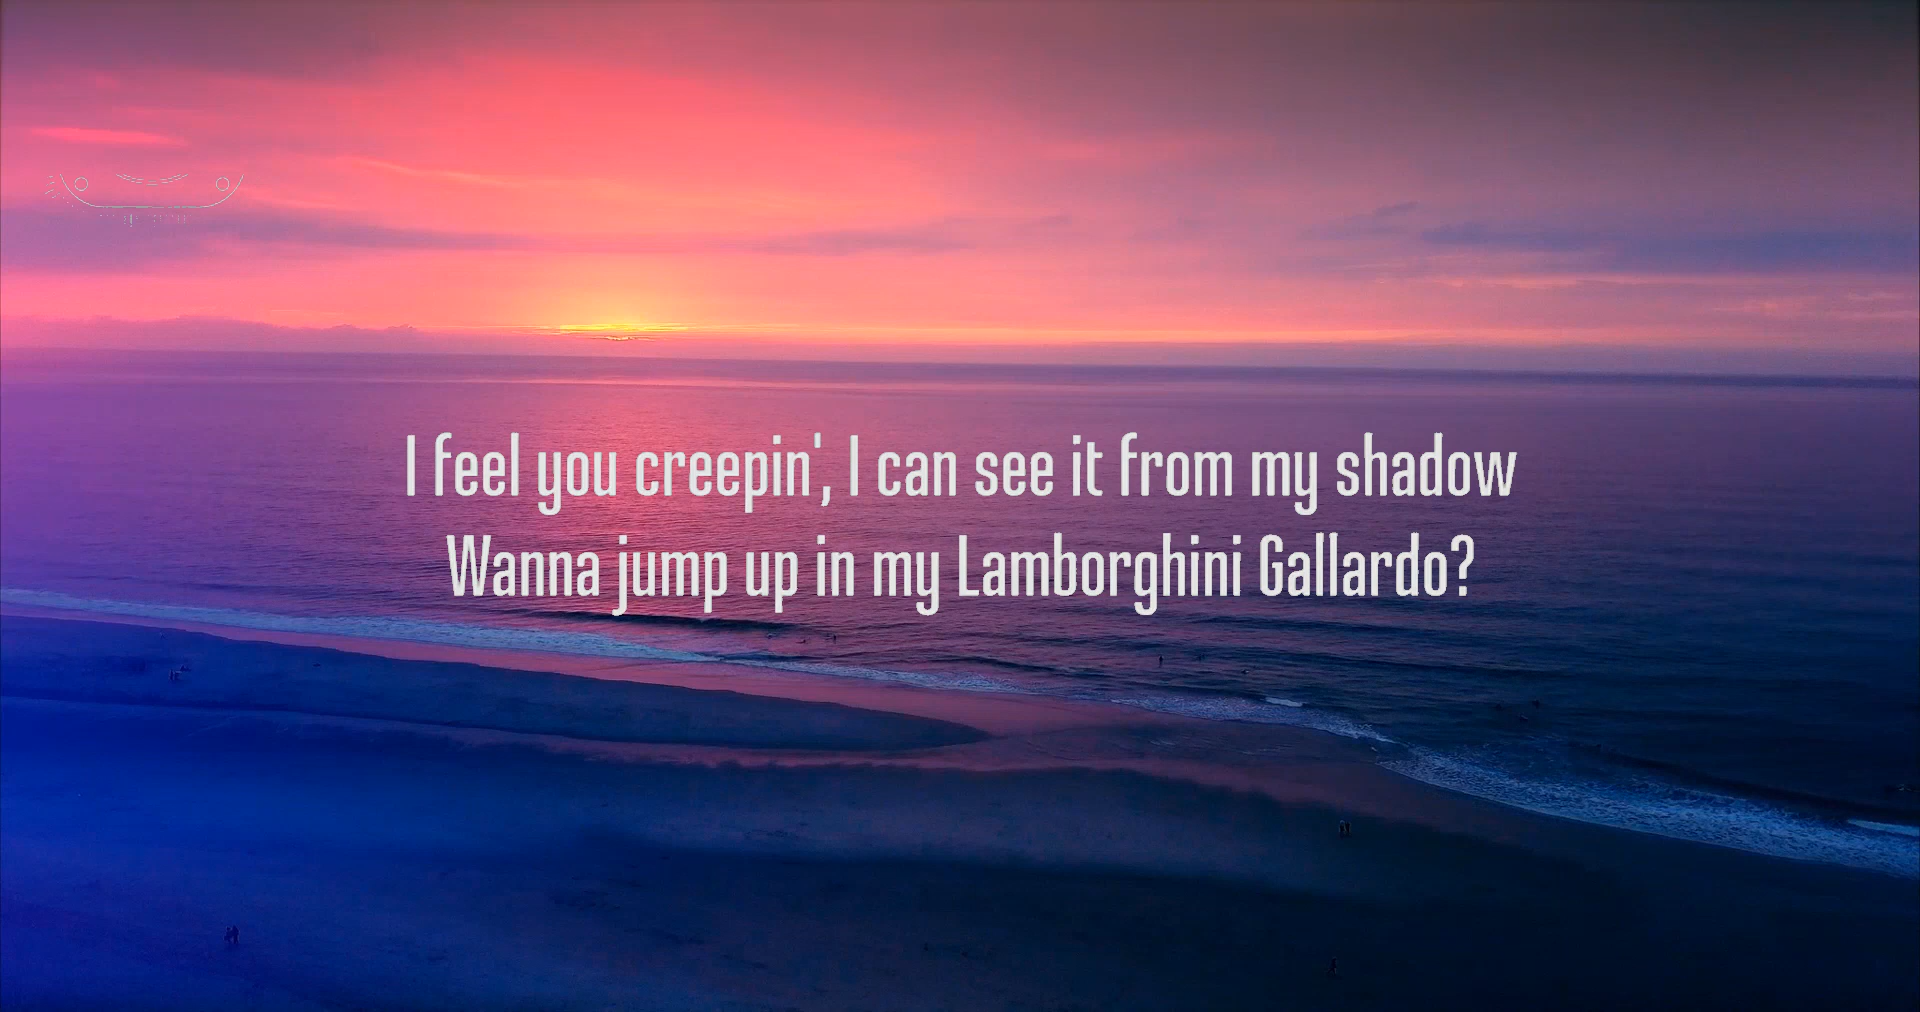 I feel you creepin', I can see it from my shadow
Wanna jump up in my Lamborghini Gallardo?